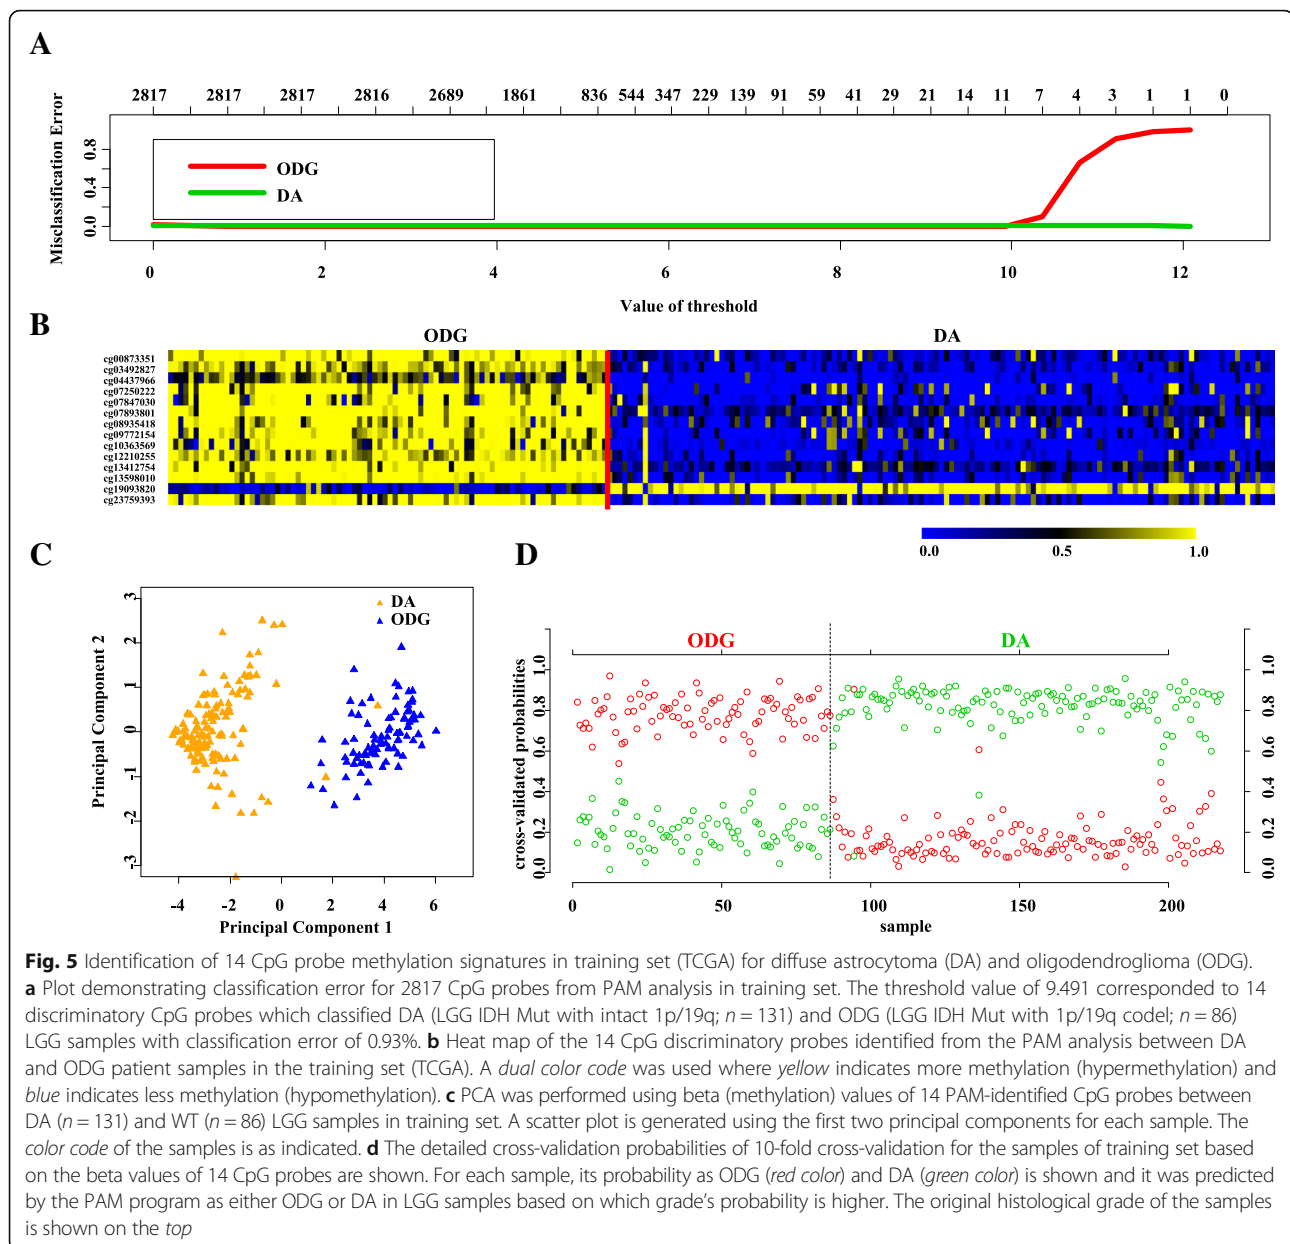 A
2817 2817 2817 2816 2689 1861 836 544 347 229 139 91 59 41 29 21 14 11 7 4 3 1 1 0
Misclassification Error
0.0 0.4 0.8
ODG
DA
0 2 4 6 8 10 12
Value of threshold
B
ODG DA
cg00873351
cg03492827
cg04437966
cg07250222
cg07847030
cg07893801
cg08935418
cg09772154
cg10363569
cg12210255
cg13412754
cg13598010
cg19093820
cg23759393
0.0 0.5 1.0
C
DA
ODG
Principal Component 2
3
2
1
0
-1
-2
-3
-4 -2 0 2 4 6
Principal Component 1
D
ODG DA
cross-validated probabilities
0.0 0.2 0.4 0.6 0.8 1.0
0.0 0.2 0.4 0.6 0.8 1.0
0 50 100 150 200
sample
Fig. 5 Identification of 14 CpG probe methylation signatures in training set (TCGA) for diffuse astrocytoma (DA) and oligodendroglioma (ODG).
a Plot demonstrating classification error for 2817 CpG probes from PAM analysis in training set. The threshold value of 9.491 corresponded to 14
discriminatory CpG probes which classified DA (LGG IDH Mut with intact 1p/19q; n = 131) and ODG (LGG IDH Mut with 1p/19q codel; n = 86)
LGG samples with classification error of 0.93%. b Heat map of the 14 CpG discriminatory probes identified from the PAM analysis between DA
and ODG patient samples in the training set (TCGA). A dual color code was used where yellow indicates more methylation (hypermethylation) and
blue indicates less methylation (hypomethylation). c PCA was performed using beta (methylation) values of 14 PAM-identified CpG probes between
DA (n = 131) and WT (n = 86) LGG samples in training set. A scatter plot is generated using the first two principal components for each sample. The
color code of the samples is as indicated. d The detailed cross-validation probabilities of 10-fold cross-validation for the samples of training set based
on the beta values of 14 CpG probes are shown. For each sample, its probability as ODG (red color) and DA (green color) is shown and it was predicted
by the PAM program as either ODG or DA in LGG samples based on which grade's probability is higher. The original histological grade of the samples
is shown on the top